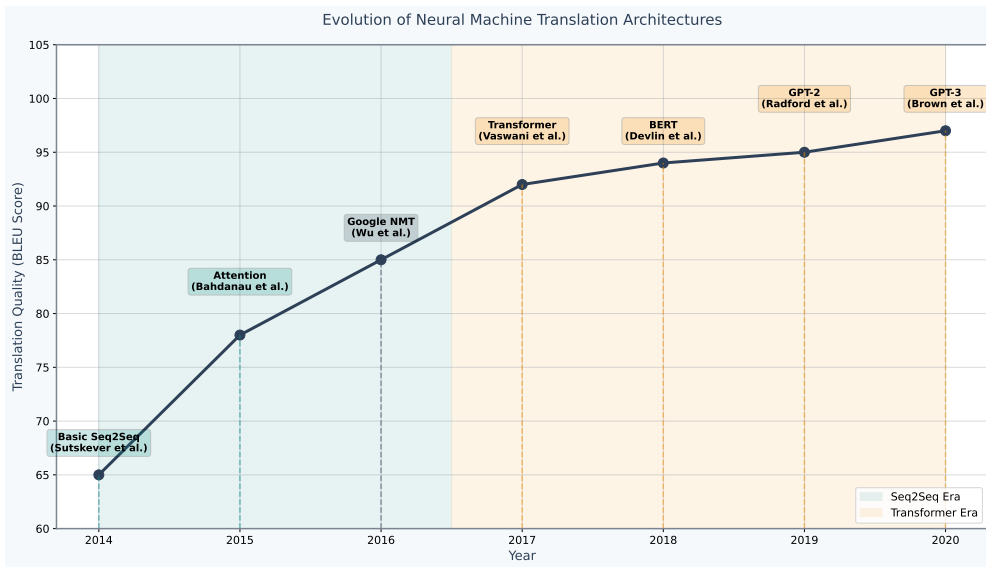 Evolution of Neural Machine Translation Architectures
Translation Quality (BLEU Score)
105
100
95
90
85
80
75
70
65
60
Basic Seq2Seq
(Sutskever et al.)
Attention
(Bahdanau et al.)
Google NMT
(Wu et al.)
Transformer
(Vaswani et al.)
BERT
(Devlin et al.)
GPT-2
(Radford et al.)
GPT-3
(Brown et al.)
Seq2Seq Era
Transformer Era
2014
2015
2016
2017
2018
2019
2020
Year